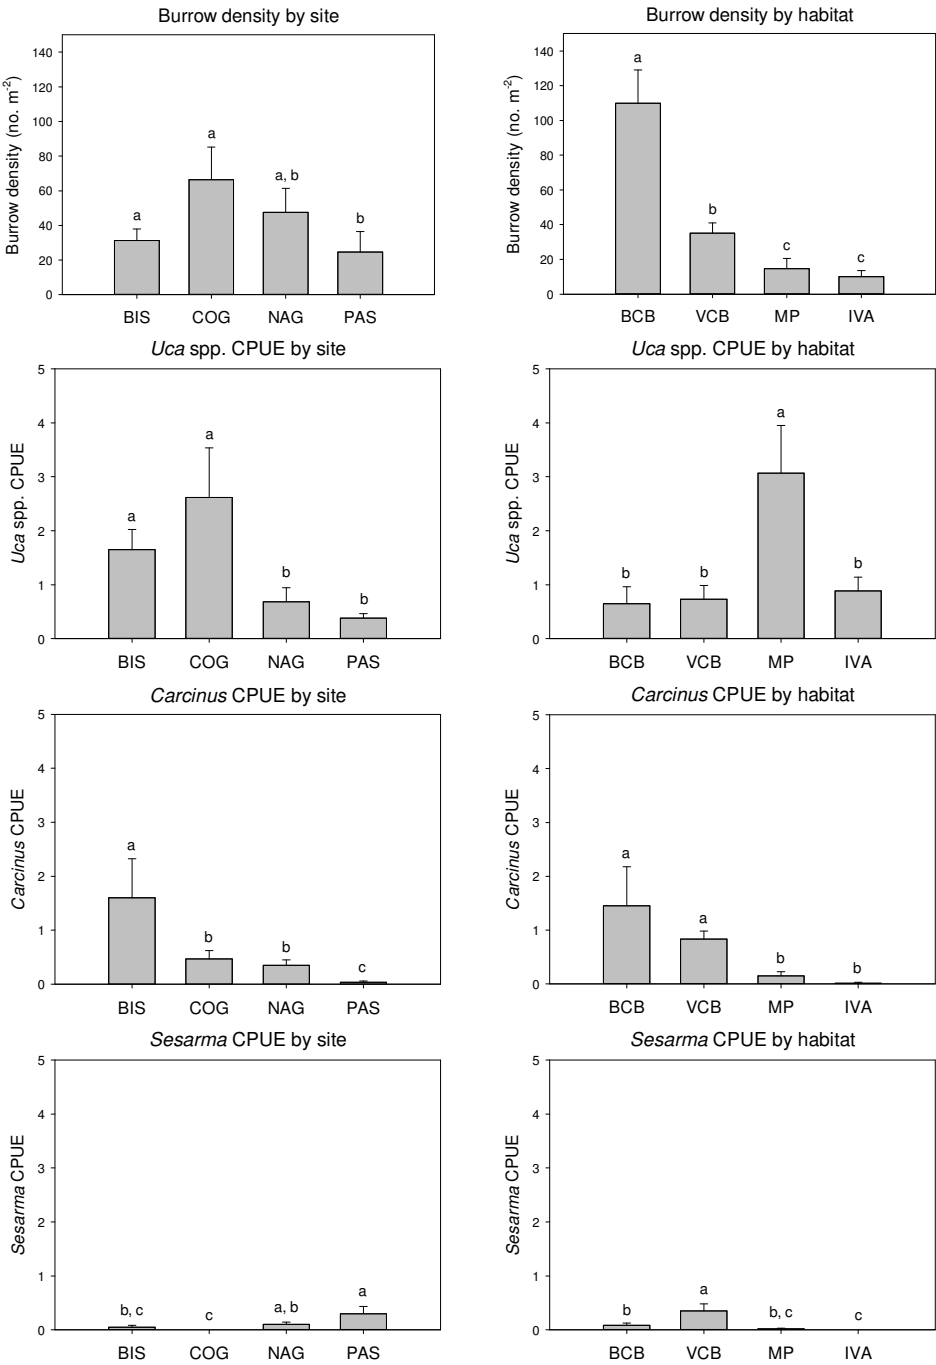 Burrow density by site
Burrow density (no. m-2)
140
120
100
80
60
40
20
0
a
a
a, b
b
BIS COG NAG PAS
Burrow density by habitat
Burrow density (no. m-2)
140
120
100
80
60
40
20
0
a
b
c
c
BCB VCB MP IVA
Uca spp. CPUE by site
Uca spp. CPUE
5
4
3
2
1
0
a
a
b
b
BIS COG NAG PAS
Uca spp. CPUE by habitat
Uca spp. CPUE
5
4
3
2
1
0
b
b
a
b
BCB VCB MP IVA
Carcinus CPUE by site
Carcinus CPUE
5
4
3
2
1
0
a
b
b
c
BIS COG NAG PAS
Carcinus CPUE by habitat
Carcinus CPUE
5
4
3
2
1
0
a
a
b
b
BCB VCB MP IVA
Sesarma CPUE by site
Sesarma CPUE
5
4
3
2
1
0
b, c
c
a, b
a
BIS COG NAG PAS
Sesarma CPUE by habitat
Sesarma CPUE
5
4
3
2
1
0
b
a
b, c
c
BCB VCB MP IVA